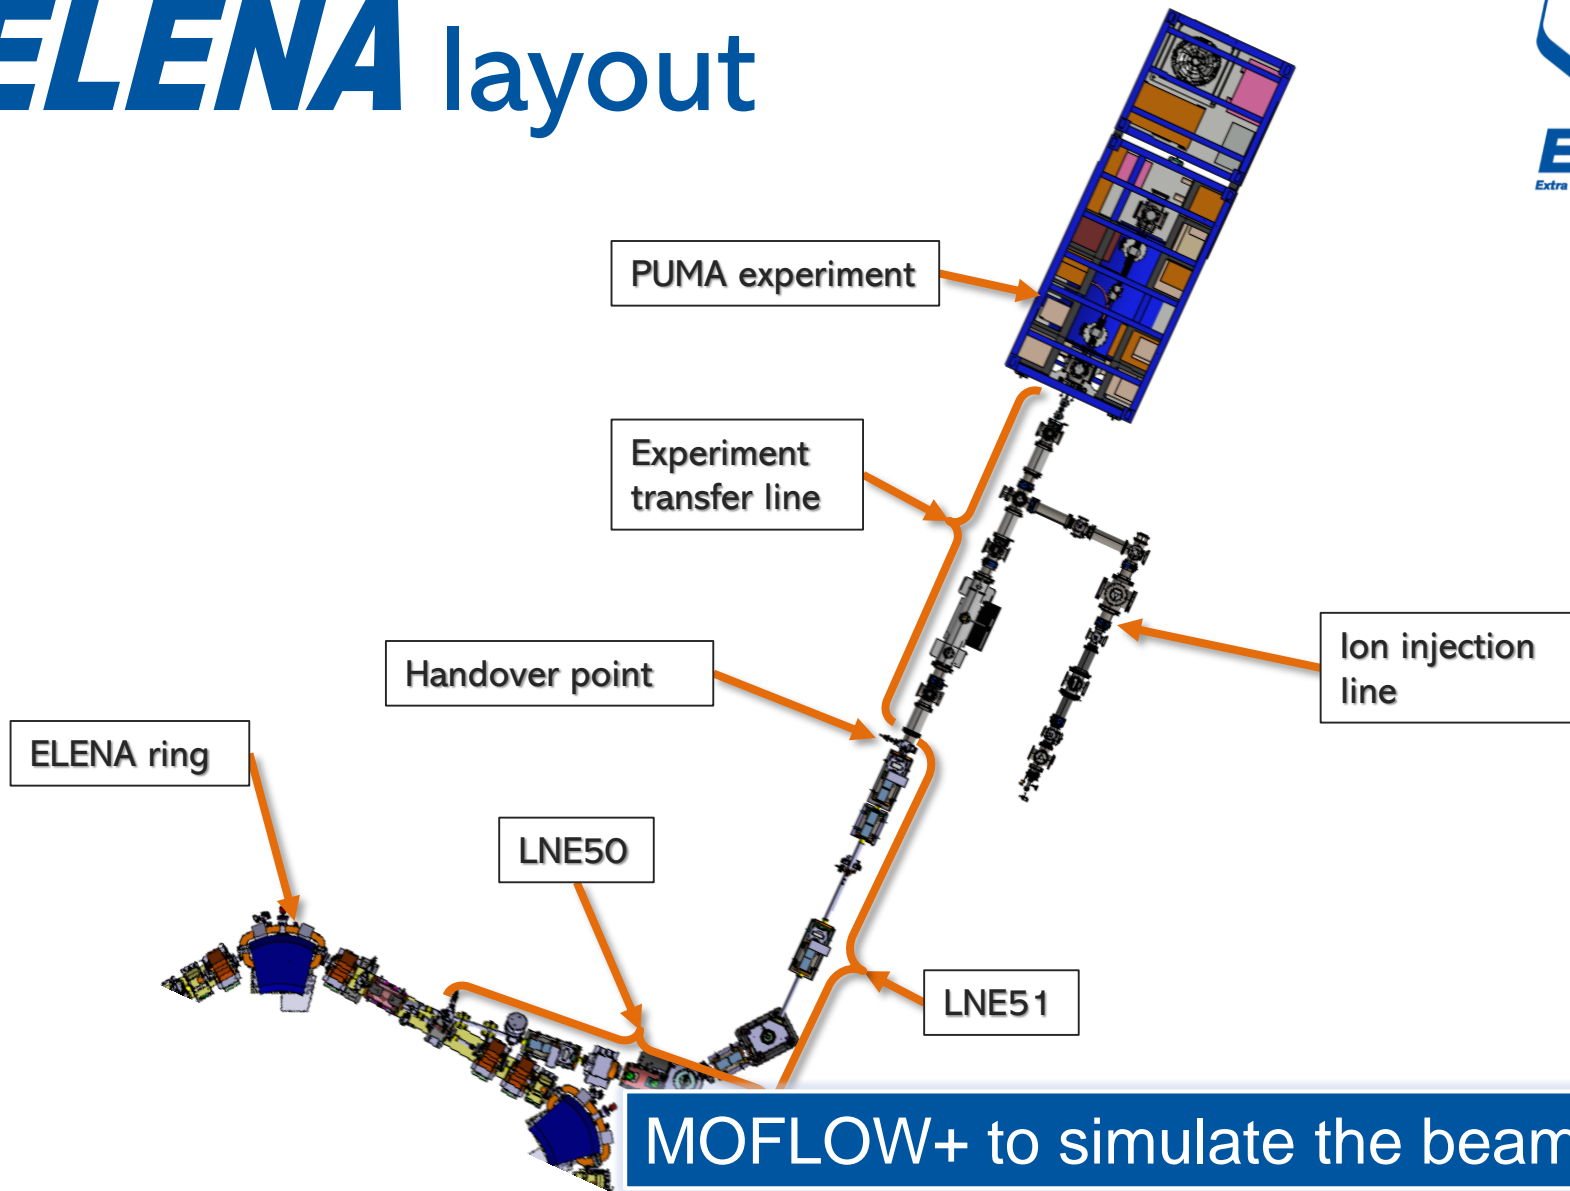 ELENA layout
Extra
PUMA experiment
Experiment
transfer line
Handover point
Ion injection
line
ELENA ring
LNE50
LNE51
MOFLOW+ to simulate the beam